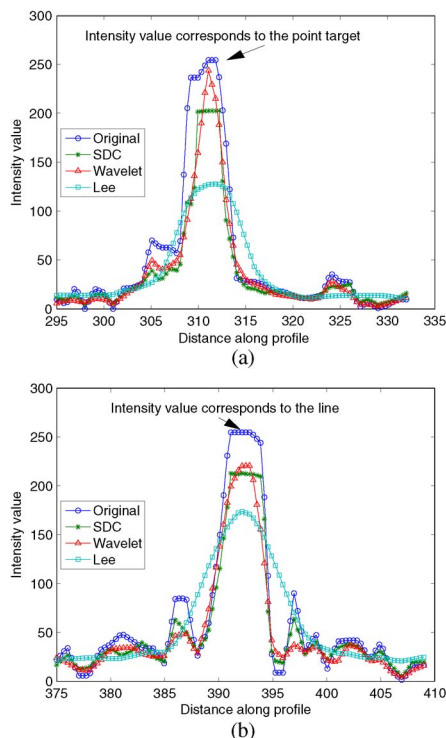 300
Intensity value corresponds to the point target
250
200
Original
SDC
Wavelet
Lee
150
100
50
0
Intensity value
295 300 305 310 315 320 325 330 335
Distance along profile
(a)
300
Intensity value corresponds to the line
250
200
Original
SDC
Wavelet
Lee
150
100
50
0
Intensity value
375 380 385 390 395 400 405 410
Distance along profile
(b)